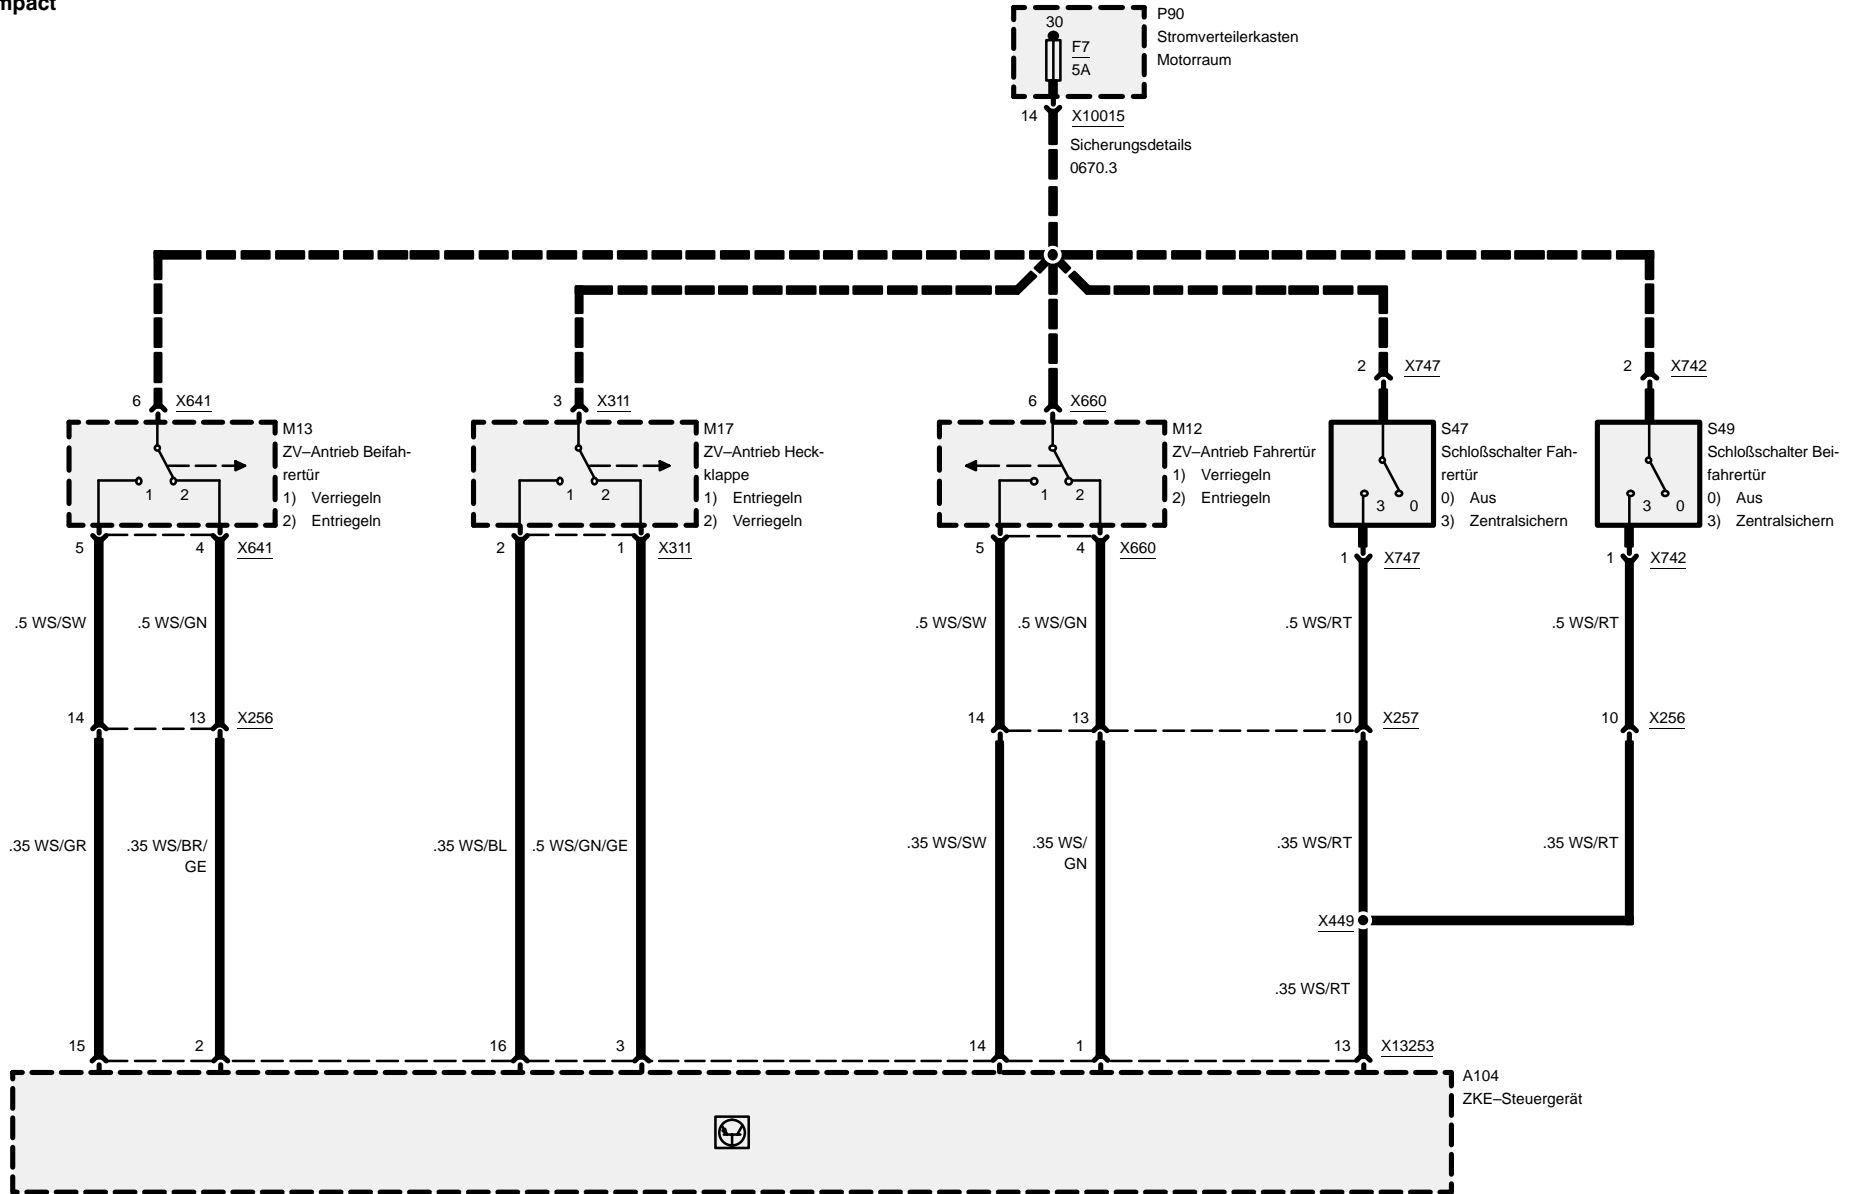 mpact
30
F7
5A
P90
Stromverteilerkasten
Motorraum
14 X10015
Sicherungsdetails
0670.3
2 X747
2 X742
6 X641
3 X311
6 X660
M13
ZV–Antrieb Beifah-
rertür
1) Verriegeln
2) Entriegeln
1 2
M17
ZV–Antrieb Heck-
klappe
1) Entriegeln
2) Verriegeln
1 2
M12
ZV–Antrieb Fahrertür
1) Verriegeln
2) Entriegeln
1 2
S47
Schloßschalter Fah-
rertür
0) Aus
3) Zentralsichern
3 0
S49
Schloßschalter Bei-
fahrertür
0) Aus
3) Zentralsichern
3 0
5 4 X641
2 1 X311
5 4 X660
1 X747
1 X742
.5 WS/SW
.5 WS/GN
.5 WS/SW
.5 WS/GN
.5 WS/RT
.5 WS/RT
14 13 X256
14 13
10 X257
10 X256
.35 WS/GR
.35 WS/BR/
GE
.35 WS/BL
.5 WS/GN/GE
.35 WS/SW
.35 WS/
GN
.35 WS/RT
.35 WS/RT
X449
.35 WS/RT
15 2 16 3 14 1 13 X13253
A104
ZKE–Steuergerät